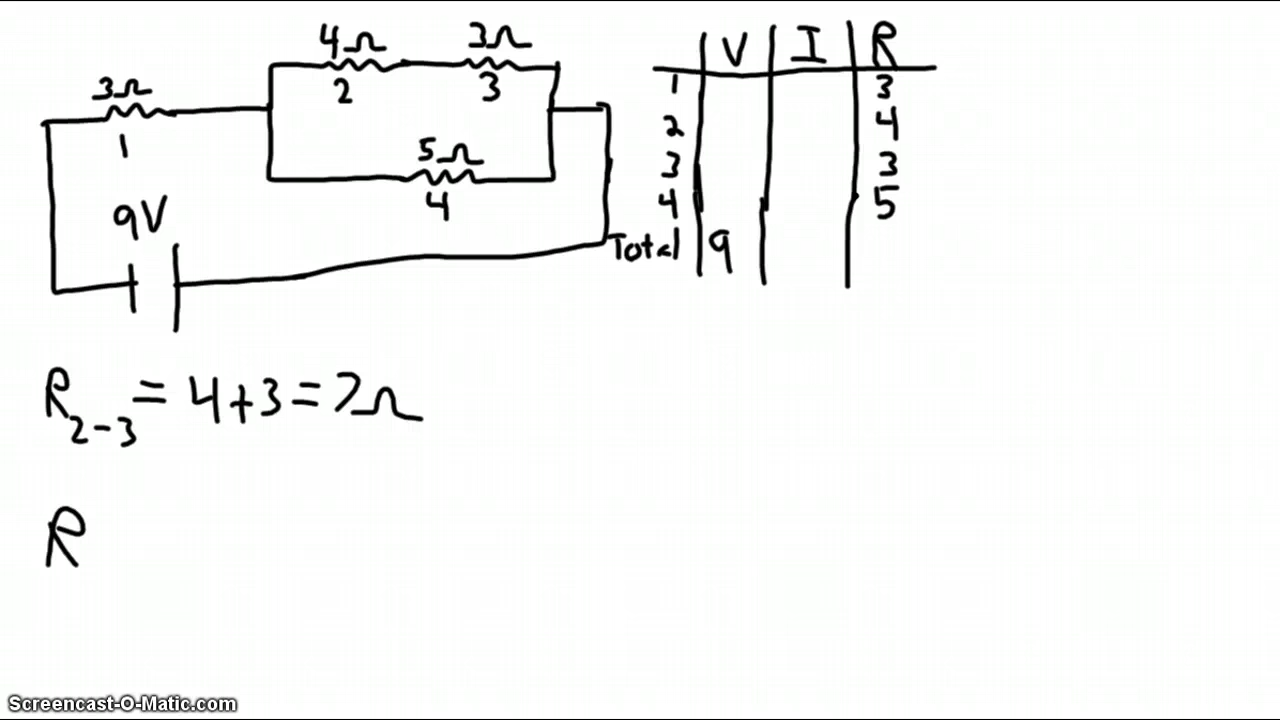 4Ω 3Ω
2 3
3Ω
1
5Ω
4
9V
V I R
1 3
2 4
3 3
4 5
Total 9
R2-3 = 4+3 = 7Ω
R
Screencast-O-Matic.com